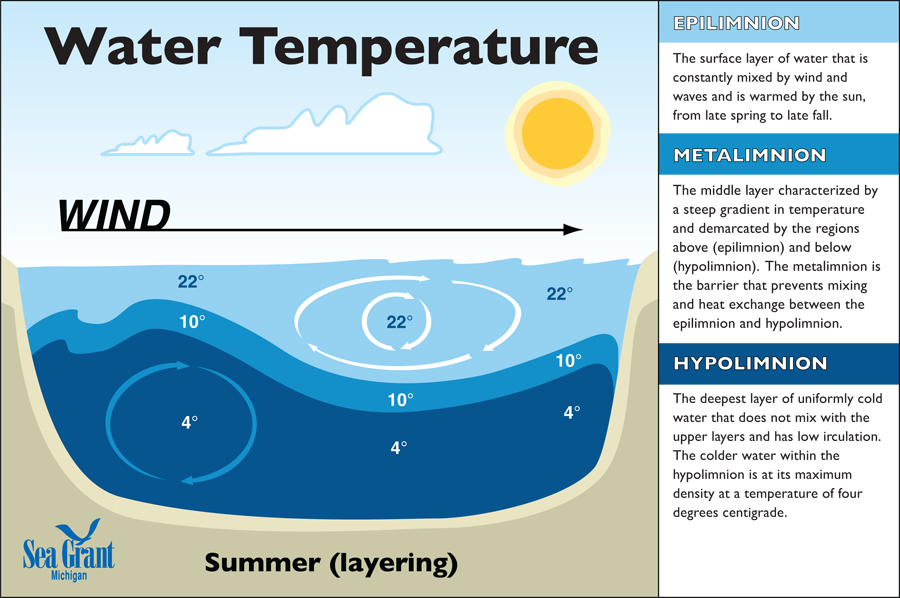 Water Temperature
WIND
22°
22°
22°
10°
10°
10°
4°
4°
4°
Sea Grant
Michigan
Summer (layering)
EPILIMNION
The surface layer of water that is
constantly mixed by wind and
waves and is warmed by the sun,
from late spring to late fall.
METALIMNION
The middle layer characterized by
a steep gradient in temperature
and demarcated by the regions
above (epilimnion) and below
(hypolimnion). The metalimnion is
the barrier that prevents mixing
and heat exchange between the
epilimnion and hypolimnion.
HYPOLIMNION
The deepest layer of uniformly cold
water that does not mix with the
upper layers and has low irculation.
The colder water within the
hypolimnion is at its maximum
density at a temperature of four
degrees centigrade.